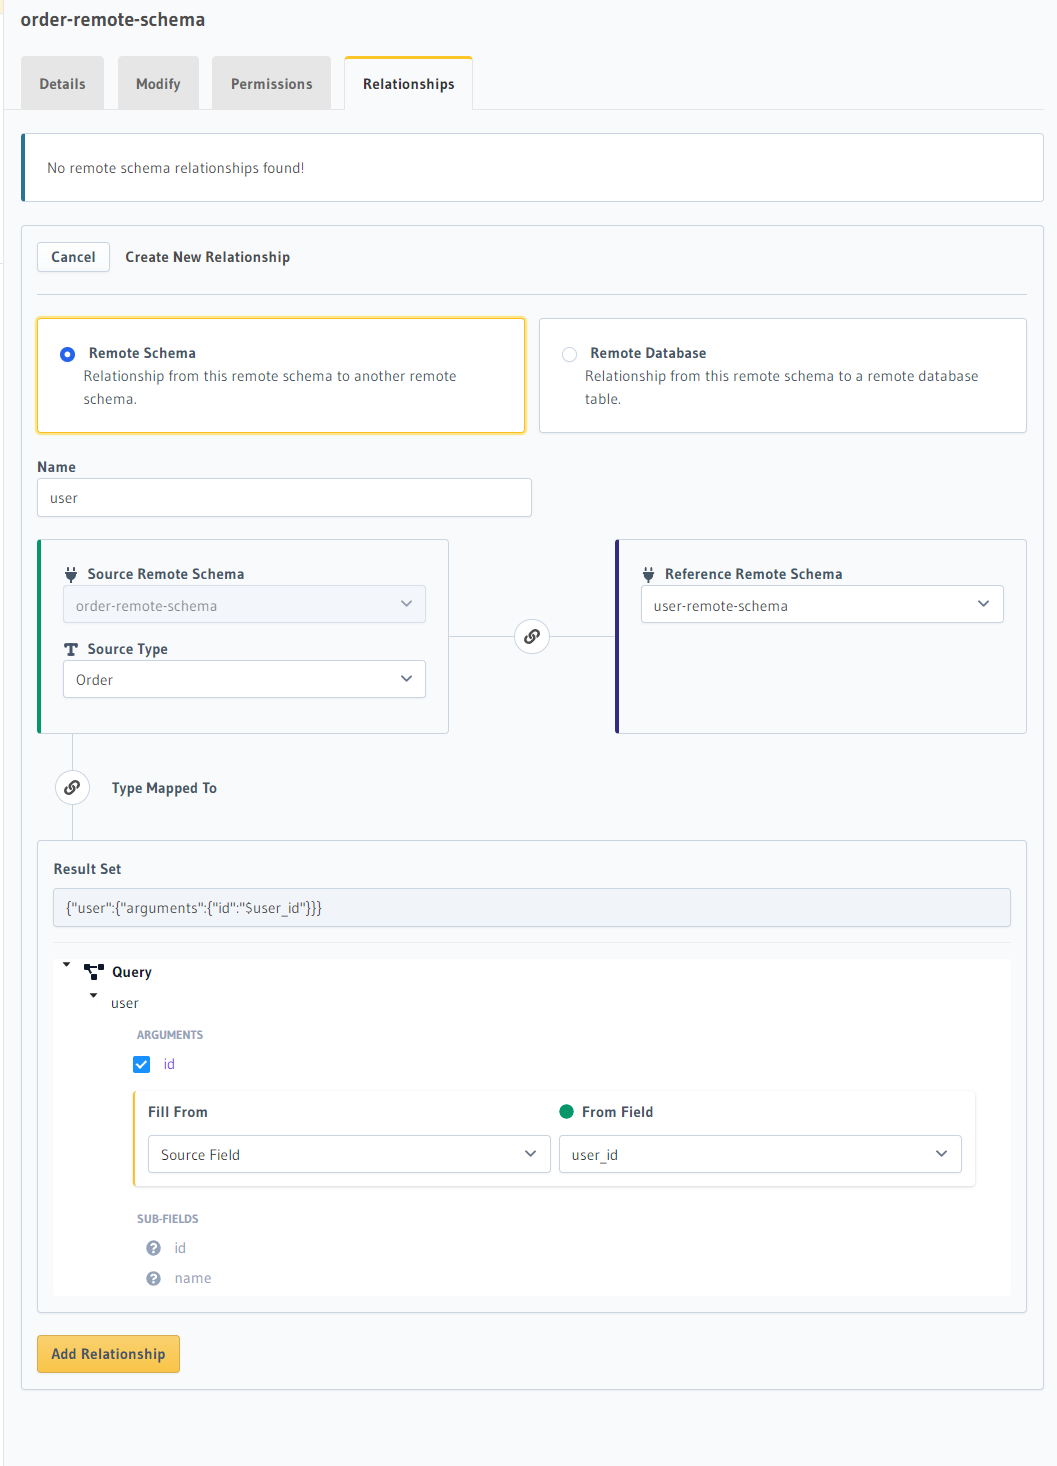 order-remote-schema
Details
Modify
Permissions
Relationships
No remote schema relationships found!
Cancel
Create New Relationship
Remote Schema
Relationship from this remote schema to another remote
schema.
Remote Database
Relationship from this remote schema to a remote database
table.
Name
user
Source Remote Schema
order-remote-schema
Source Type
Order
Reference Remote Schema
user-remote-schema
Type Mapped To
Result Set
{"user":{"arguments":{"id":"$user_id"}}}
Query
user
ARGUMENTS
id
Fill From
From Field
Source Field
user_id
SUB-FIELDS
id
name
Add Relationship